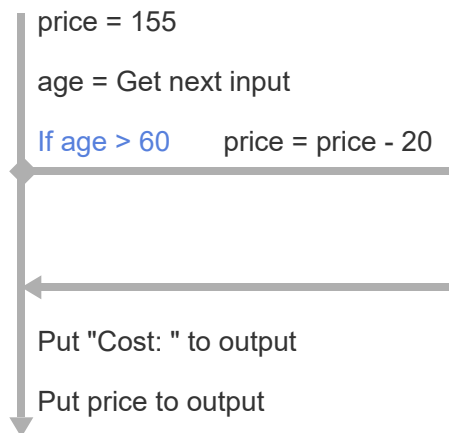 price = 155
age = Get next input
If age > 60 price = price - 20
Put "Cost: " to output
Put price to output